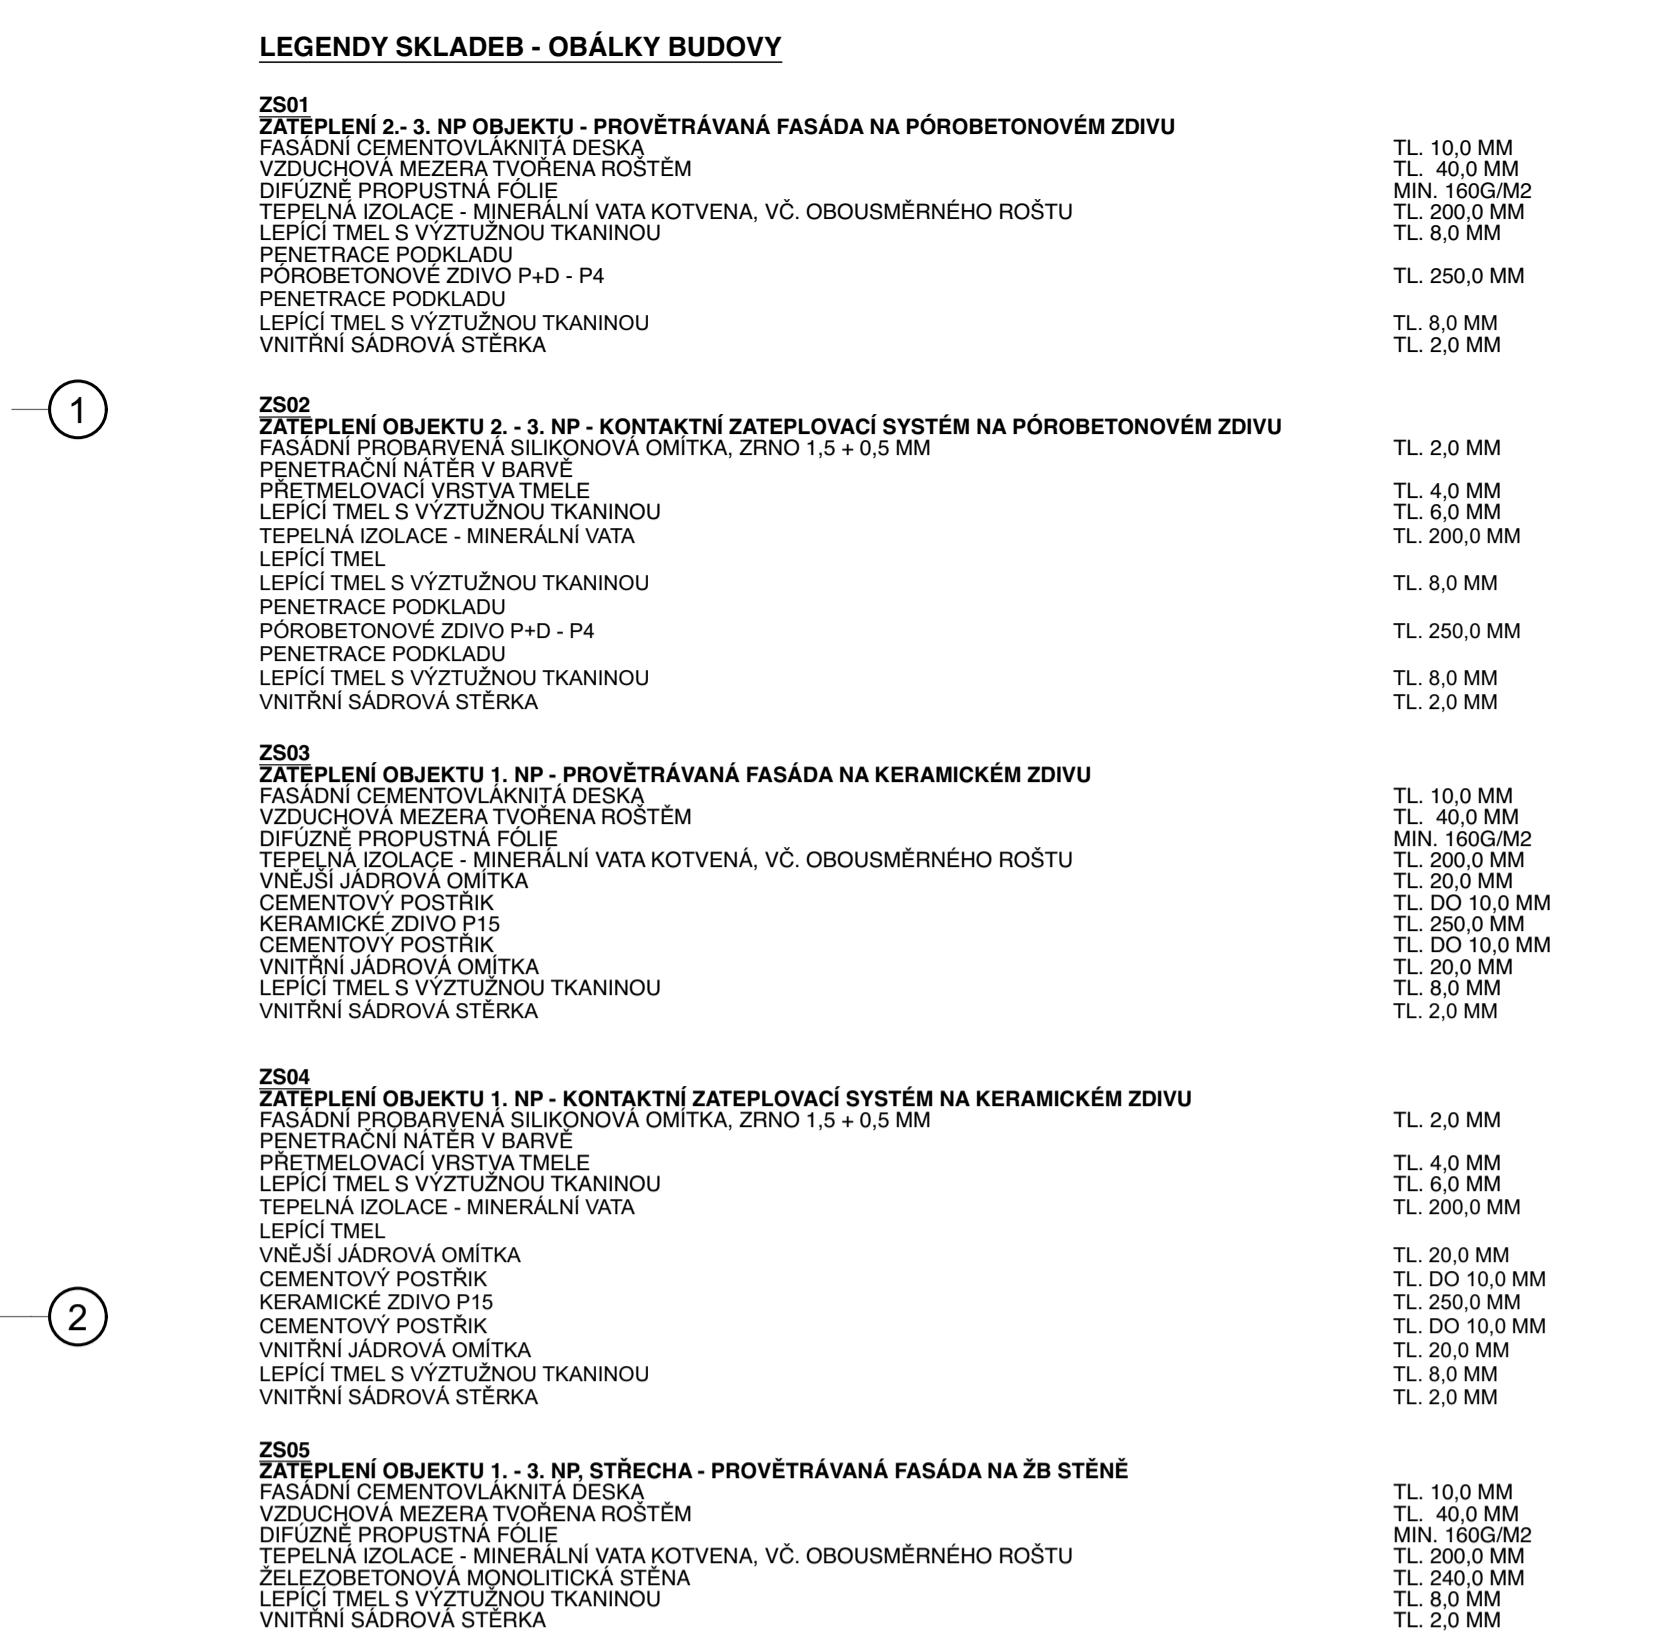 LEGENDY SKLADEB - OBÁLKY BUDOVY
ZS01
ZATEPLENÍ 2.- 3. NP OBJEKTU - PROVĚTRÁVANÁ FASÁDA NA PÓROBETONOVÉM ZDIVU
FASÁDNÍ CEMENTOVLÁKNITÁ DESKA TL. 10,0 MM
VZDUCHOVÁ MEZERA TVOŘENA ROŠTĚM TL. 40,0 MM
DIFÚZNĚ PROPUSTNÁ FÓLIE MIN. 160G/M2
TEPELNÁ IZOLACE - MINERÁLNÍ VATA KOTVENA, VČ. OBOUSMĚRNÉHO ROŠTU TL. 200,0 MM
LEPÍCÍ TMEL S VÝZTUŽNOU TKANINOU TL. 8,0 MM
PENETRACE PODKLADU
PÓROBETONOVÉ ZDIVO P+D - P4 TL. 250,0 MM
PENETRACE PODKLADU
LEPÍCÍ TMEL S VÝZTUŽNOU TKANINOU TL. 8,0 MM
VNITŘNÍ SÁDROVÁ STĚRKA TL. 2,0 MM
1
ZS02
ZATEPLENÍ OBJEKTU 2. - 3. NP - KONTAKTNÍ ZATEPLOVACÍ SYSTÉM NA PÓROBETONOVÉM ZDIVU
FASÁDNÍ PROBARVENÁ SILIKONOVÁ OMÍTKA, ZRNO 1,5 + 0,5 MM TL. 2,0 MM
PENETRAČNÍ NÁTĚR V BARVĚ
PŘETMELOVACÍ VRSTVA TMELE TL. 4,0 MM
LEPÍCÍ TMEL S VÝZTUŽNOU TKANINOU TL. 6,0 MM
TEPELNÁ IZOLACE - MINERÁLNÍ VATA TL. 200,0 MM
LEPÍCÍ TMEL
LEPÍCÍ TMEL S VÝZTUŽNOU TKANINOU TL. 8,0 MM
PENETRACE PODKLADU
PÓROBETONOVÉ ZDIVO P+D - P4 TL. 250,0 MM
PENETRACE PODKLADU
LEPÍCÍ TMEL S VÝZTUŽNOU TKANINOU TL. 8,0 MM
VNITŘNÍ SÁDROVÁ STĚRKA TL. 2,0 MM
ZS03
ZATEPLENÍ OBJEKTU 1. NP - PROVĚTRÁVANÁ FASÁDA NA KERAMICKÉM ZDIVU
FASÁDNÍ CEMENTOVLÁKNITÁ DESKA TL. 10,0 MM
VZDUCHOVÁ MEZERA TVOŘENA ROŠTĚM TL. 40,0 MM
DIFÚZNĚ PROPUSTNÁ FÓLIE MIN. 160G/M2
TEPELNÁ IZOLACE - MINERÁLNÍ VATA KOTVENÁ, VČ. OBOUSMĚRNÉHO ROŠTU TL. 200,0 MM
VNĚJŠÍ JÁDROVÁ OMÍTKA TL. 20,0 MM
CEMENTOVÝ POSTŘIK TL. DO 10,0 MM
KERAMICKÉ ZDIVO P15 TL. 250,0 MM
CEMENTOVÝ POSTŘIK TL. DO 10,0 MM
VNITŘNÍ JÁDROVÁ OMÍTKA TL. 20,0 MM
LEPÍCÍ TMEL S VÝZTUŽNOU TKANINOU TL. 8,0 MM
VNITŘNÍ SÁDROVÁ STĚRKA TL. 2,0 MM
ZS04
ZATEPLENÍ OBJEKTU 1. NP - KONTAKTNÍ ZATEPLOVACÍ SYSTÉM NA KERAMICKÉM ZDIVU
FASÁDNÍ PROBARVENÁ SILIKONOVÁ OMÍTKA, ZRNO 1,5 + 0,5 MM TL. 2,0 MM
PENETRAČNÍ NÁTĚR V BARVĚ
PŘETMELOVACÍ VRSTVA TMELE TL. 4,0 MM
LEPÍCÍ TMEL S VÝZTUŽNOU TKANINOU TL. 6,0 MM
TEPELNÁ IZOLACE - MINERÁLNÍ VATA TL. 200,0 MM
LEPÍCÍ TMEL
VNĚJŠÍ JÁDROVÁ OMÍTKA TL. 20,0 MM
CEMENTOVÝ POSTŘIK TL. DO 10,0 MM
KERAMICKÉ ZDIVO P15 TL. 250,0 MM
2
CEMENTOVÝ POSTŘIK TL. DO 10,0 MM
VNITŘNÍ JÁDROVÁ OMÍTKA TL. 20,0 MM
LEPÍCÍ TMEL S VÝZTUŽNOU TKANINOU TL. 8,0 MM
VNITŘNÍ SÁDROVÁ STĚRKA TL. 2,0 MM
ZS05
ZATEPLENÍ OBJEKTU 1. - 3. NP, STŘECHA - PROVĚTRÁVANÁ FASÁDA NA ŽB STĚNĚ
FASÁDNÍ CEMENTOVLÁKNITÁ DESKA TL. 10,0 MM
VZDUCHOVÁ MEZERA TVOŘENA ROŠTĚM TL. 40,0 MM
DIFÚZNĚ PROPUSTNÁ FÓLIE MIN. 160G/M2
TEPELNÁ IZOLACE - MINERÁLNÍ VATA KOTVENA, VČ. OBOUSMĚRNÉHO ROŠTU TL. 200,0 MM
ŽELEZOBETONOVÁ MONOLITICKÁ STĚNA TL. 240,0 MM
LEPÍCÍ TMEL S VÝZTUŽNOU TKANINOU TL. 8,0 MM
VNITŘNÍ SÁDROVÁ STĚRKA TL. 2,0 MM